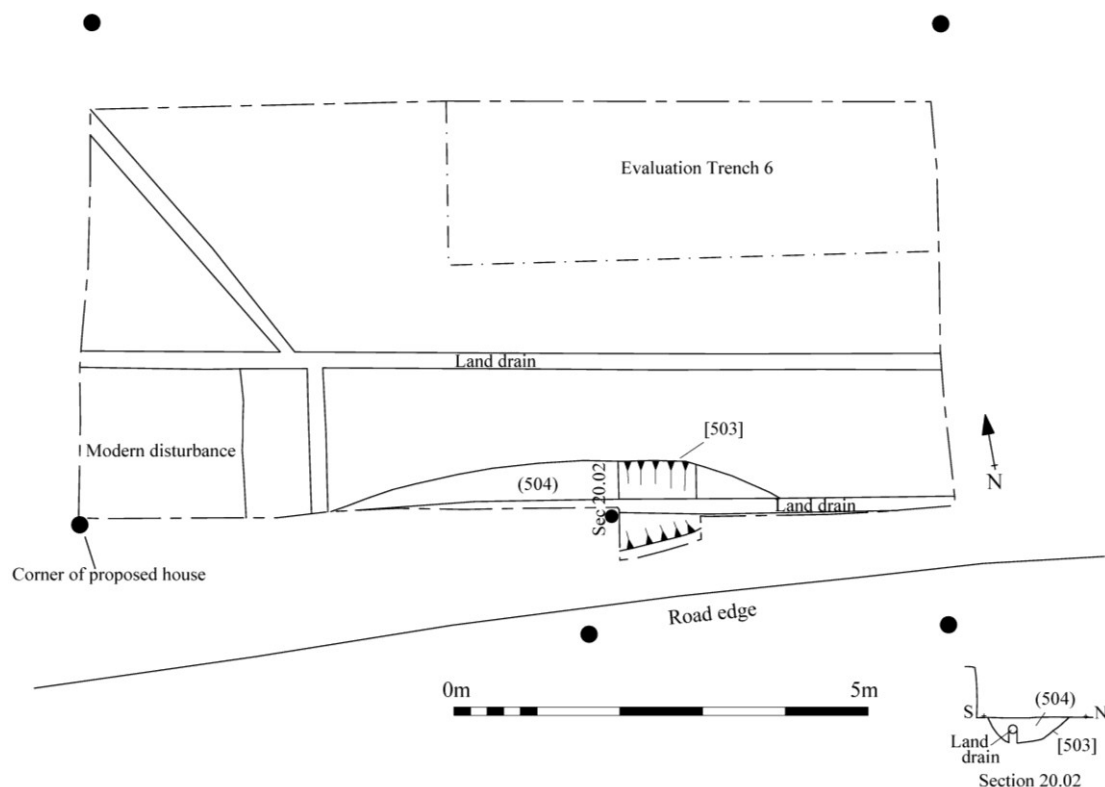 Evaluation Trench 6
Land drain
[503]
Modern disturbance
(504)
Sec 20.02
Land drain
N
Corner of proposed house
Road edge
0m 5m
(504)
S N
Land
drain
[503]
Section 20.02